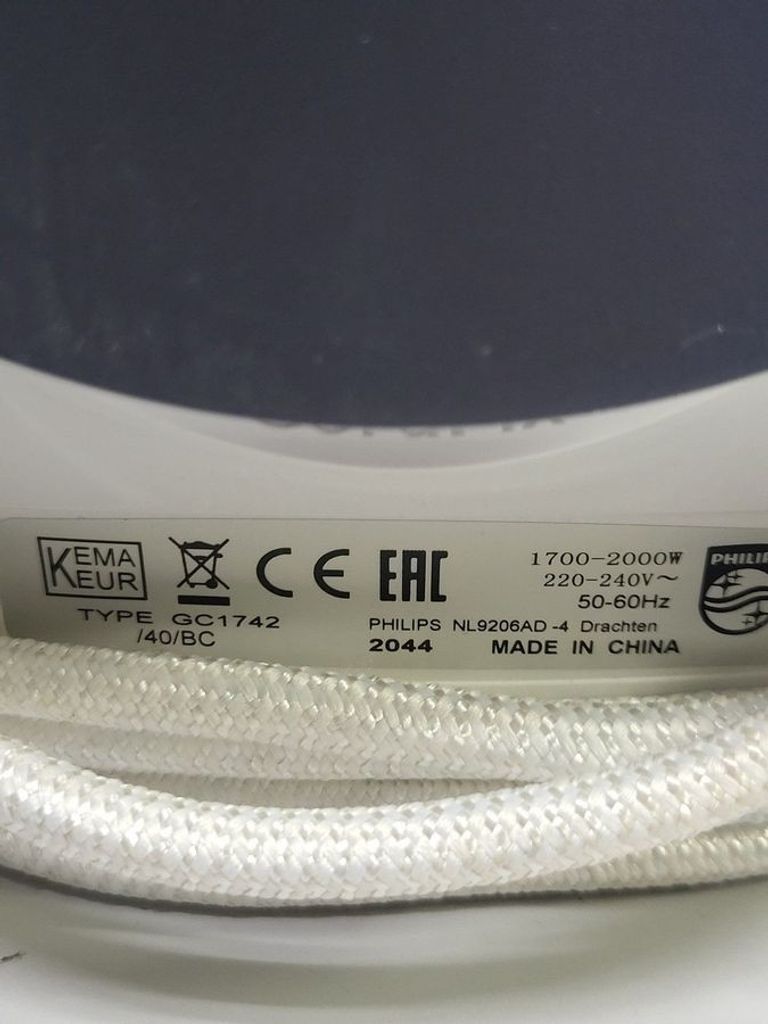 KEMA
KEUR
CE
EAC
TYPE GC1742
/40/BC
1700-2000W
220-240V~
50-60Hz
PHILIPS NL9206AD -4 Drachten
2044 MADE IN CHINA